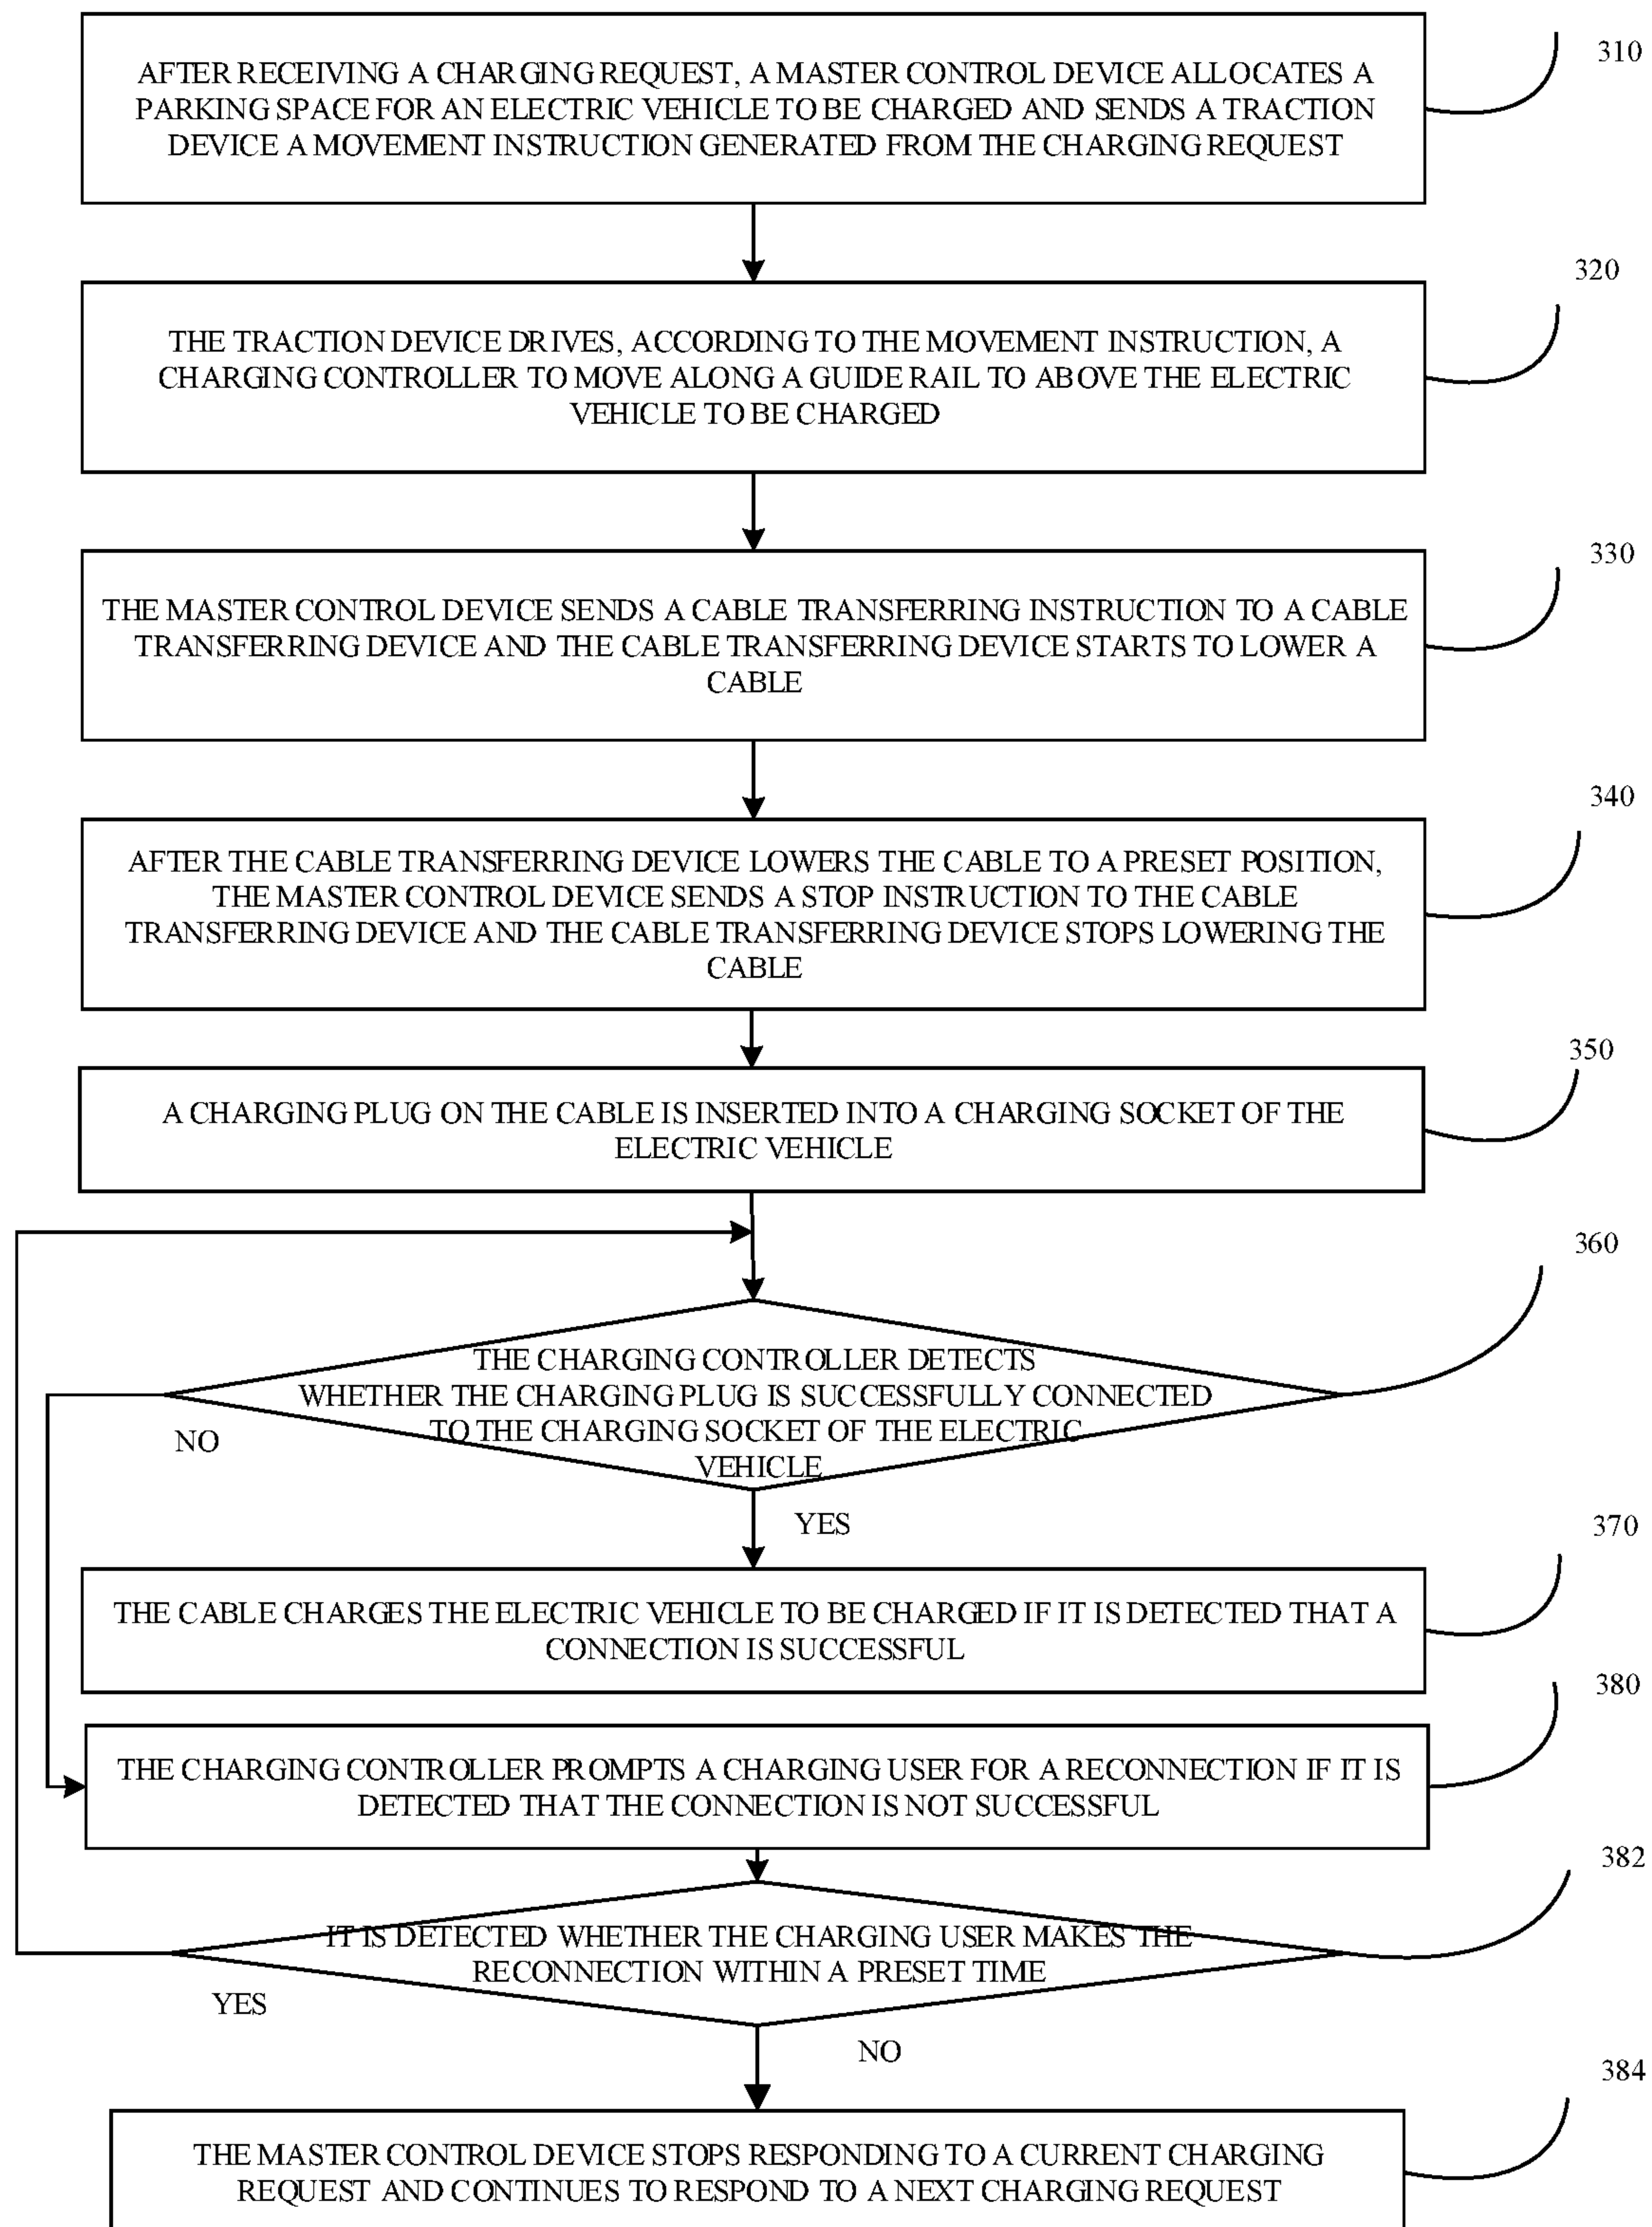 310
AFTER RECEIVING A CHARGING REQUEST, A MASTER CONTROL DEVICE ALLOCATES A
PARKING SPACE FOR AN ELECTRIC VEHICLE TO BE CHARGED AND SENDS A TRACTION
DEVICE A MOVEMENT INSTRUCTION GENERATED FROM THE CHARGING REQUEST
320
THE TRACTION DEVICE DRIVES, ACCORDING TO THE MOVEMENT INSTRUCTION, A
CHARGING CONTROLLER TO MOVE ALONG A GUIDE RAIL TO ABOVE THE ELECTRIC
VEHICLE TO BE CHARGED
330
THE MASTER CONTROL DEVICE SENDS A CABLE TRANSFERRING INSTRUCTION TO A CABLE
TRANSFERRING DEVICE AND THE CABLE TRANSFERRING DEVICE STARTS TO LOWER A
CABLE
340
AFTER THE CABLE TRANSFERRING DEVICE LOWERS THE CABLE TO A PRESET POSITION,
THE MASTER CONTROL DEVICE SENDS A STOP INSTRUCTION TO THE CABLE
TRANSFERRING DEVICE AND THE CABLE TRANSFERRING DEVICE STOPS LOWERING THE
CABLE
350
A CHARGING PLUG ON THE CABLE IS INSERTED INTO A CHARGING SOCKET OF THE
ELECTRIC VEHICLE
360
THE CHARGING CONTROLLER DETECTS
WHETHER THE CHARGING PLUG IS SUCCESSFULLY CONNECTED
TO THE CHARGING SOCKET OF THE ELECTRIC
VEHICLE
NO
YES
370
THE CABLE CHARGES THE ELECTRIC VEHICLE TO BE CHARGED IF IT IS DETECTED THAT A
CONNECTION IS SUCCESSFUL
380
THE CHARGING CONTROLLER PROMPTS A CHARGING USER FOR A RECONNECTION IF IT IS
DETECTED THAT THE CONNECTION IS NOT SUCCESSFUL
382
IT IS DETECTED WHETHER THE CHARGING USER MAKES THE
RECONNECTION WITHIN A PRESET TIME
YES
NO
384
THE MASTER CONTROL DEVICE STOPS RESPONDING TO A CURRENT CHARGING
REQUEST AND CONTINUES TO RESPOND TO A NEXT CHARGING REQUEST